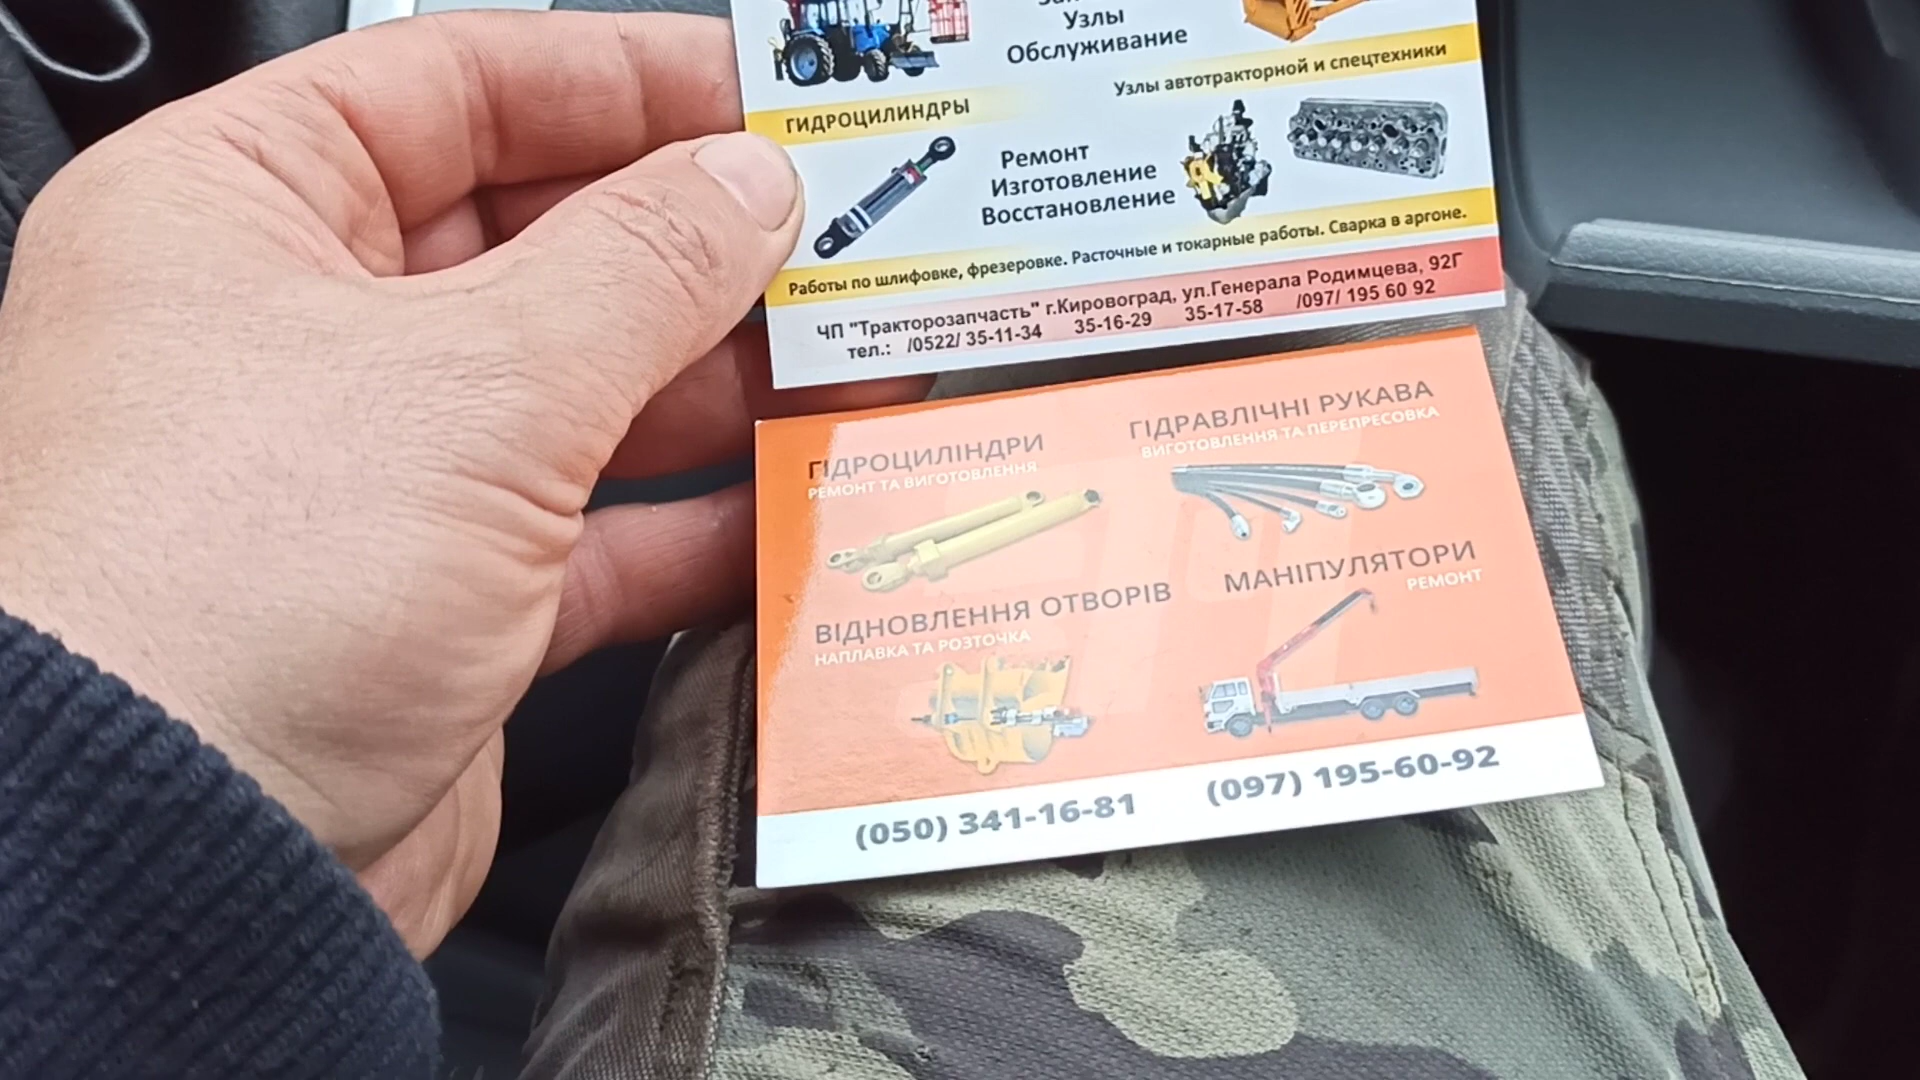 Узлы
Обслуживание
Узлы автотракторной и спецтехники
ГИДРОЦИЛИНДРЫ
Ремонт
Изготовление
Восстановление
Работы по шлифовке, фрезеровке. Расточные и токарные работы. Сварка в аргоне.
ЧП "Тракторозапчасть" г.Кировоград, ул.Генерала Родимцева, 92Г
тел.: /0522/ 35-11-34 35-16-29 35-17-58 /097/ 195 60 92
ГІДРОЦИЛІНДРИ
РЕМОНТ ТА ВИГОТОВЛЕННЯ
ГІДРАВЛІЧНІ РУКАВА
ВИГОТОВЛЕННЯ ТА ПЕРЕПРЕСОВКА
ВІДНОВЛЕННЯ ОТВОРІВ
НАПЛАВКА ТА РОЗТОЧКА
МАНІПУЛЯТОРИ
РЕМОНТ
(050) 341-16-81 (097) 195-60-92